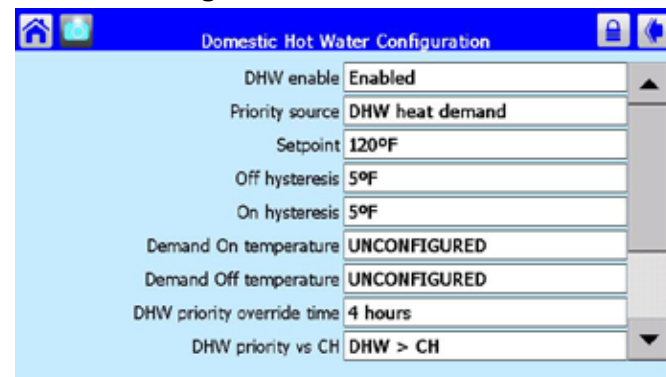 Domestic Hot Water Configuration
DHW enable Enabled
Priority source DHW heat demand
Setpoint 120ºF
Off hysteresis 5ºF
On hysteresis 5ºF
Demand On temperature UNCONFIGURED
Demand Off temperature UNCONFIGURED
DHW priority override time 4 hours
DHW priority vs CH DHW > CH